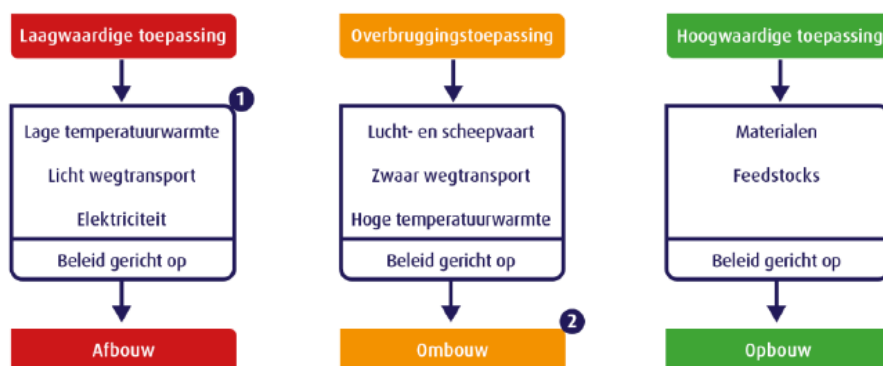 Laagwaardige toepassing
Overbruggingstoepassing
Hoogwaardige toepassing
1
Lage temperatuurwarmte
Licht wegtransport
Elektriciteit
Beleid gericht op
Lucht- en scheepvaart
Zwaar wegtransport
Hoge temperatuurwarmte
Beleid gericht op
Materialen
Feedstocks
Beleid gericht op
Afbouw
2
Ombouw
Opbouw